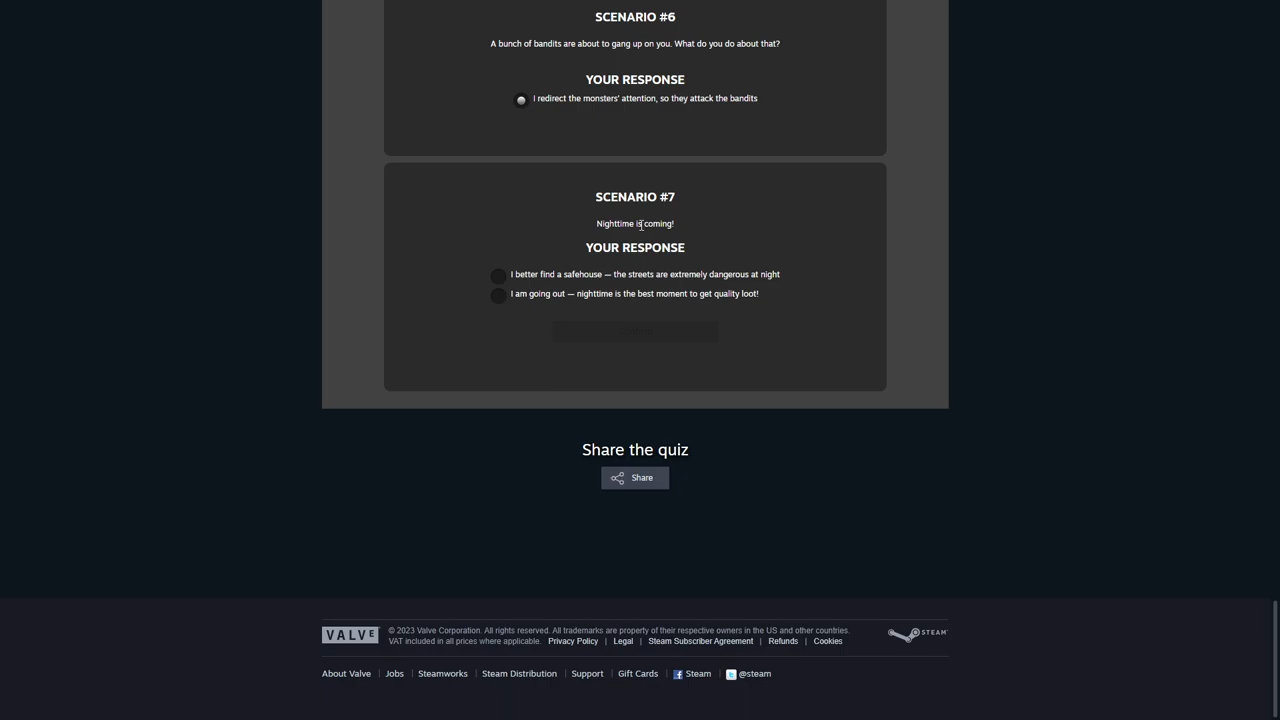 SCENARIO #6
A bunch of bandits are about to gang up on you. What do you do about that?
YOUR RESPONSE
I redirect the monsters' attention, so they attack the bandits
SCENARIO #7
Nighttime is coming!
YOUR RESPONSE
I better find a safehouse — the streets are extremely dangerous at night
I am going out — nighttime is the best moment to get quality loot!
Share the quiz
Share
VALVE © 2023 Valve Corporation. All rights reserved. All trademarks are property of their respective owners in the US and other countries. STEAM
VAT included in all prices where applicable. Privacy Policy | Legal | Steam Subscriber Agreement | Refunds | Cookies
About Valve | Jobs | Steamworks | Steam Distribution | Support | Gift Cards | Steam | @steam